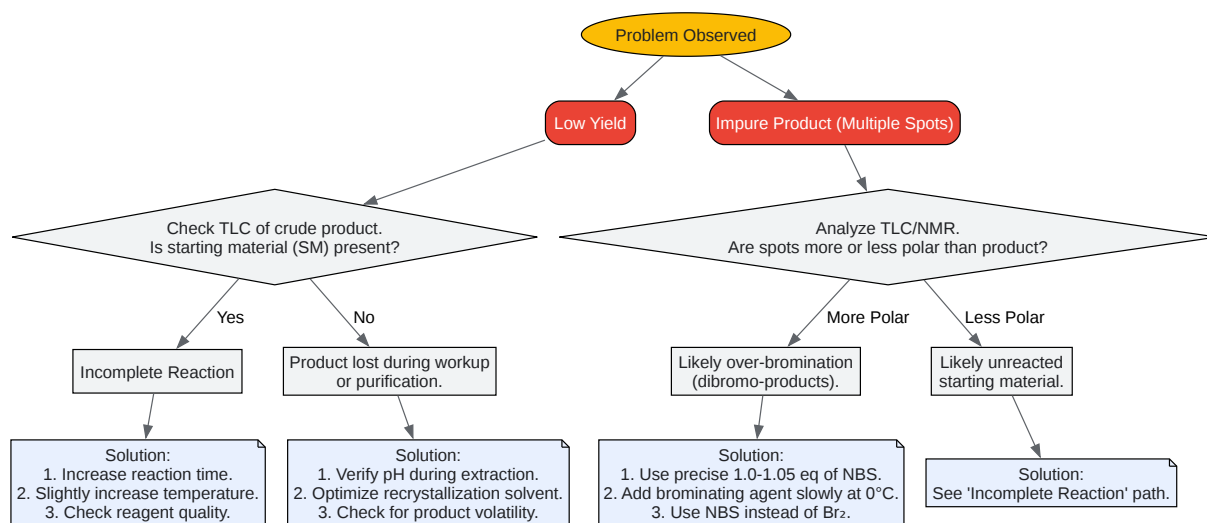 Problem Observed
Low Yield
Impure Product (Multiple Spots)
Check TLC of crude product.
Is starting material (SM) present?
Analyze TLC/NMR.
Are spots more or less polar than product?
Yes
No
More Polar
Less Polar
Incomplete Reaction
Product lost during workup
or purification.
Likely over-bromination
(dibromo-products).
Likely unreacted
starting material.
Solution:
1. Increase reaction time.
2. Slightly increase temperature.
3. Check reagent quality.
Solution:
1. Verify pH during extraction.
2. Optimize recrystallization solvent.
3. Check for product volatility.
Solution:
1. Use precise 1.0-1.05 eq of NBS.
2. Add brominating agent slowly at 0°C.
3. Use NBS instead of Br₂.
Solution:
See 'Incomplete Reaction' path.